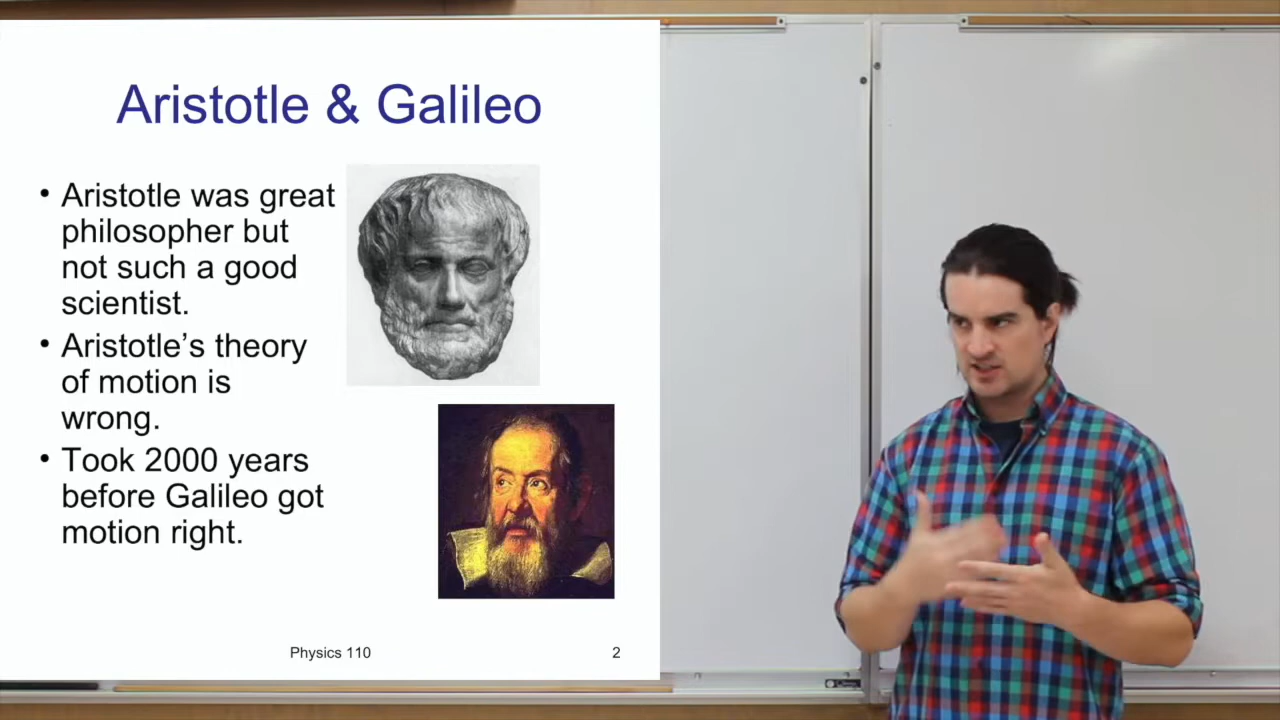 Aristotle & Galileo
• Aristotle was great
philosopher but
not such a good
scientist.
• Aristotle’s theory
of motion is
wrong.
• Took 2000 years
before Galileo got
motion right.
Physics 110
2